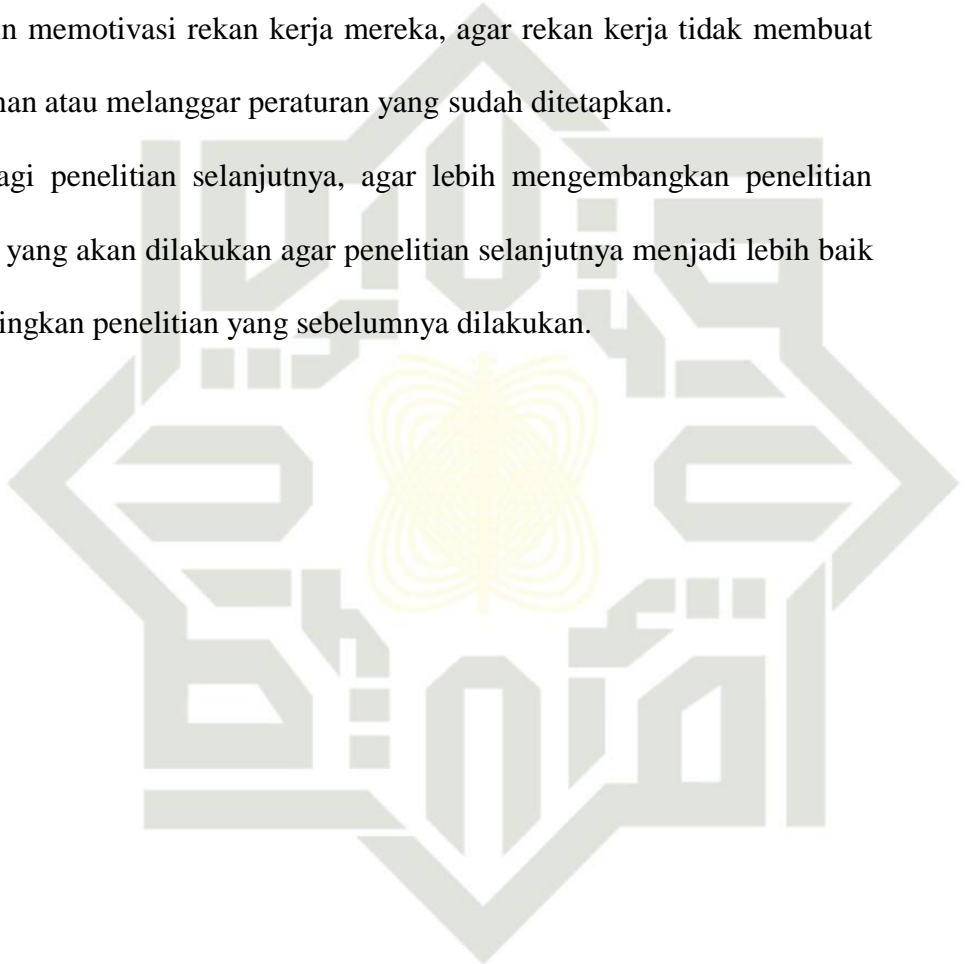 n memotivasi rekan kerja mereka, agar rekan kerja tidak membuat
nan atau melanggar peraturan yang sudah ditetapkan.
agi penelitian selanjutnya, agar lebih mengembangkan penelitian
yang akan dilakukan agar penelitian selanjutnya menjadi lebih baik
ingkan penelitian yang sebelumnya dilakukan.